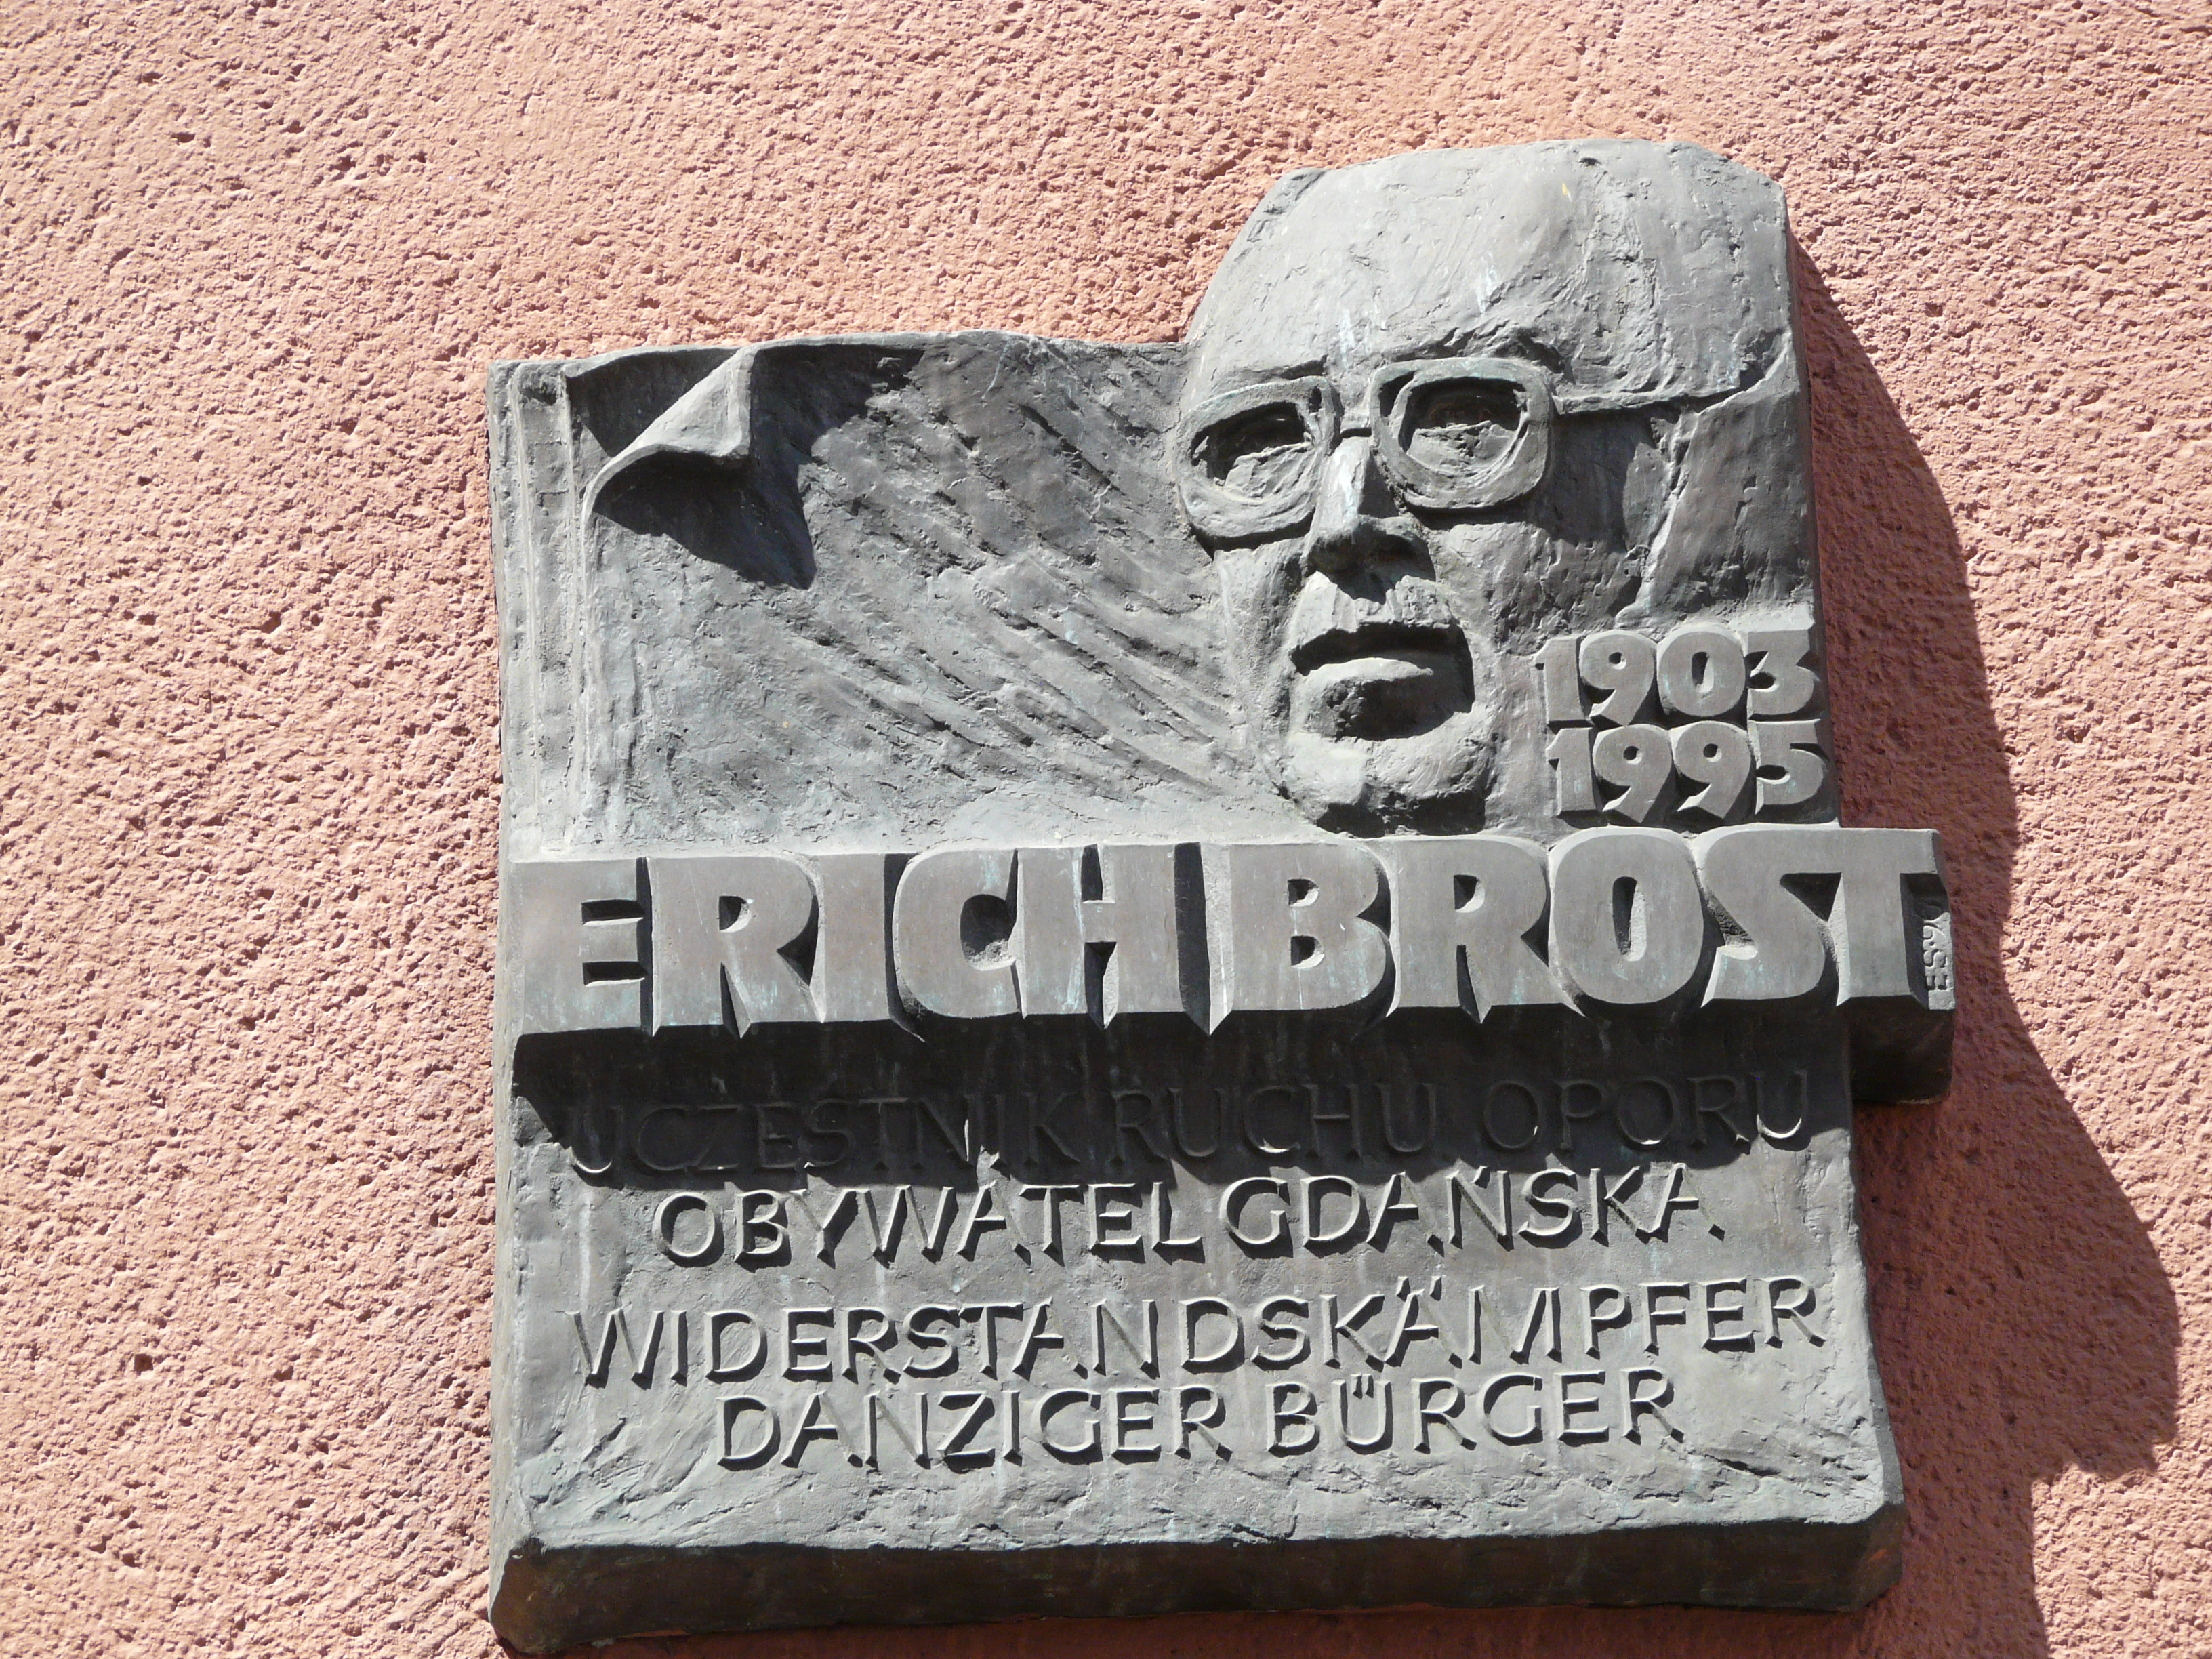 1903
1995
ERICH BROST
UCZESTNIK RUCHU OPORU
OBYWATEL GDAŃSKA
WIDERSTANDSKÄMPFER
DANZIGER BÜRGER